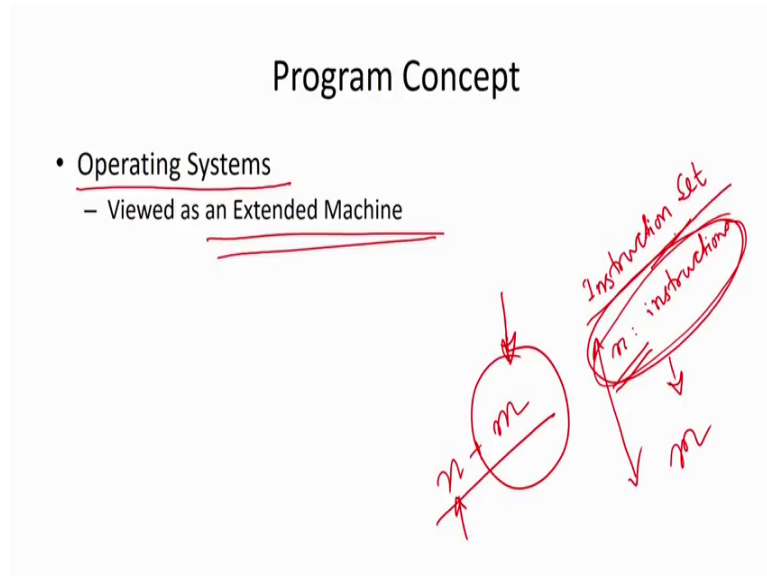 Program Concept
• Operating Systems
– Viewed as an Extended Machine
Instruction Set
n: instructions
n + m
m